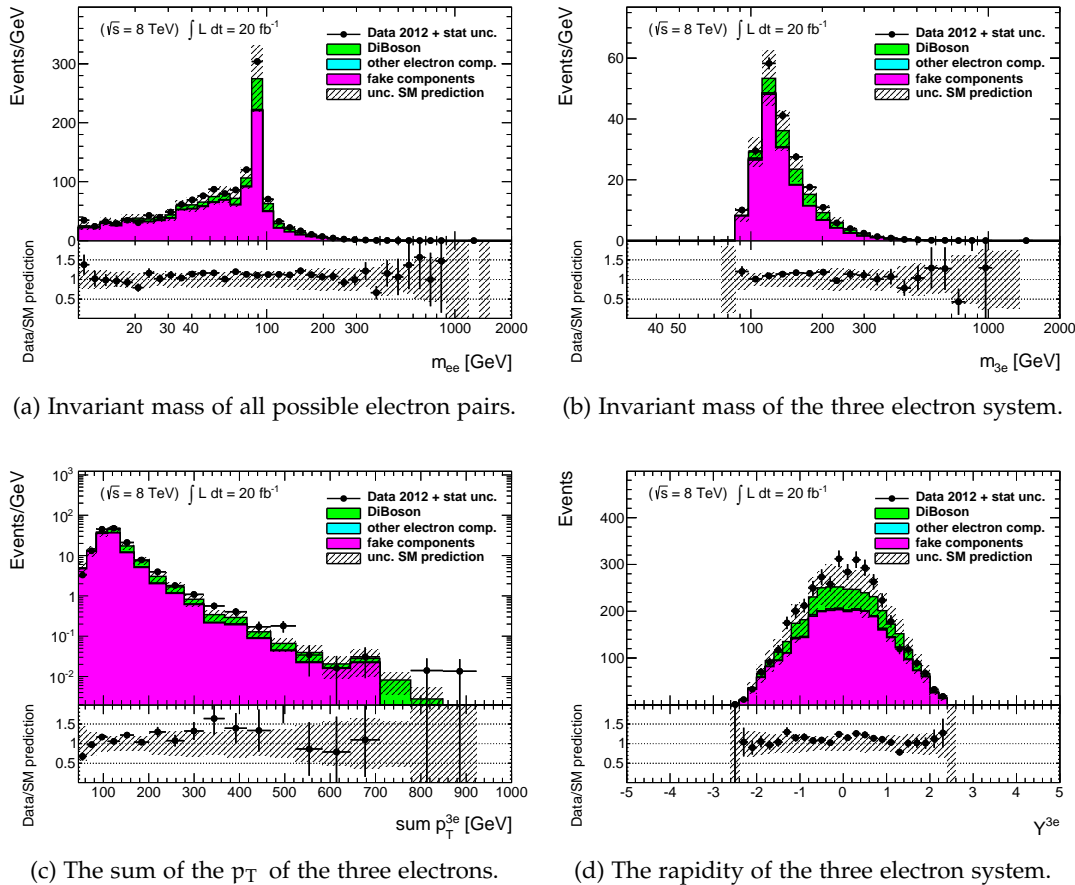 (√s = 8 TeV) ∫ L dt = 20 fb⁻¹
Data 2012 + stat unc.
DiBoson
other electron comp.
fake components
unc. SM prediction
Events/GeV
300
200
100
0
Data/SM prediction
1.5
1
0.5
20 30 40 100 200 300 1000 2000
m_ee [GeV]
(a) Invariant mass of all possible electron pairs.
(√s = 8 TeV) ∫ L dt = 20 fb⁻¹
Data 2012 + stat unc.
DiBoson
other electron comp.
fake components
unc. SM prediction
Events/GeV
60
40
20
0
Data/SM prediction
1.5
1
0.5
30 40 50 100 200 300 1000 2000
m_3e [GeV]
(b) Invariant mass of the three electron system.
(√s = 8 TeV) ∫ L dt = 20 fb⁻¹
Data 2012 + stat unc.
DiBoson
other electron comp.
fake components
unc. SM prediction
Events/GeV
10³
10²
10
1
10⁻¹
10⁻²
Data/SM prediction
1.5
1
0.5
100 200 300 400 500 600 700 800 900 1000
sum p_T^3e [GeV]
(c) The sum of the p_T of the three electrons.
(√s = 8 TeV) ∫ L dt = 20 fb⁻¹
Data 2012 + stat unc.
DiBoson
other electron comp.
fake components
unc. SM prediction
Events
400
300
200
100
Data/SM prediction
1.5
1
0.5
-5 -4 -3 -2 -1 0 1 2 3 4 5
Y^3e
(d) The rapidity of the three electron system.